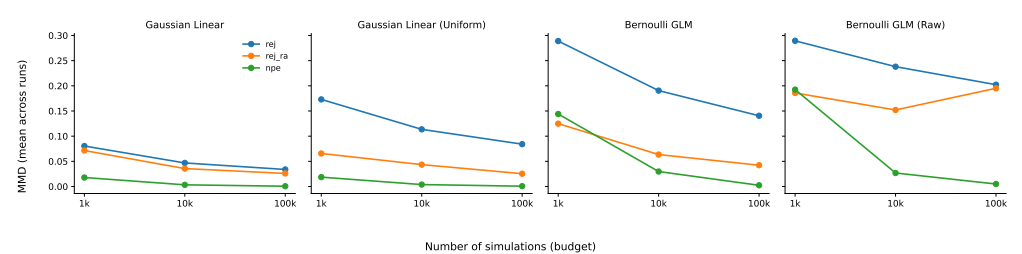 Gaussian Linear
Gaussian Linear (Uniform)
Bernoulli GLM
Bernoulli GLM (Raw)
MMD (mean across runs)
0.30
0.25
0.20
0.15
0.10
0.05
0.00
rej
rej_ra
npe
1k 10k 100k
1k 10k 100k
1k 10k 100k
1k 10k 100k
Number of simulations (budget)